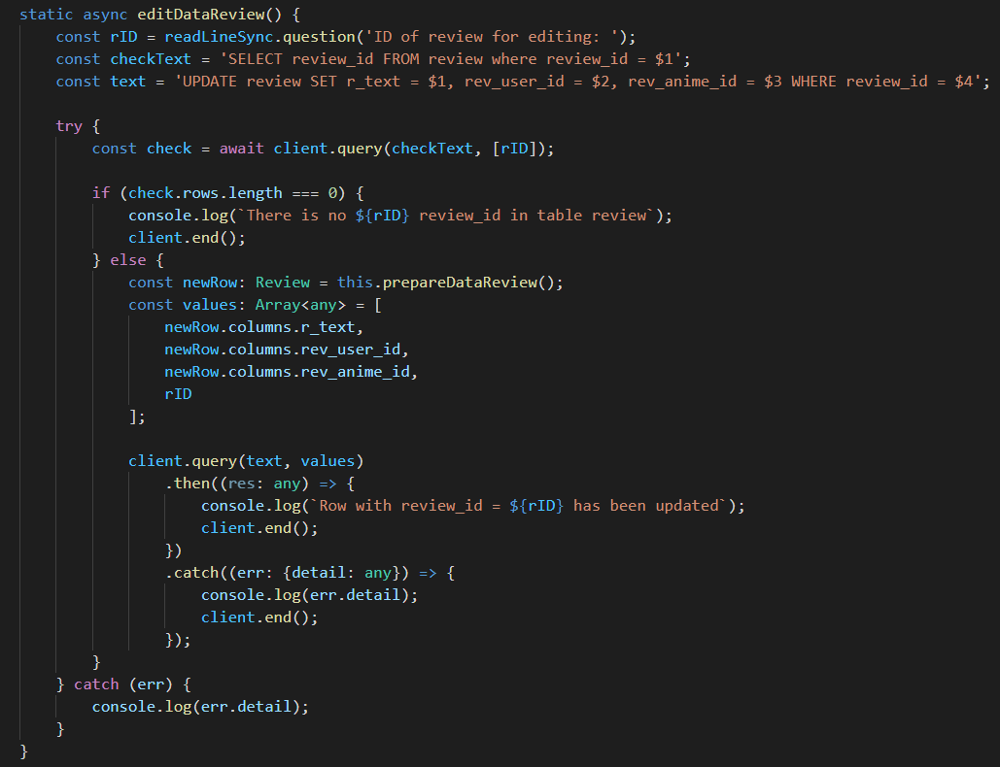 static async editDataReview() {
    const rID = readLineSync.question('ID of review for editing: ');
    const checkText = 'SELECT review_id FROM review where review_id = $1';
    const text = 'UPDATE review SET r_text = $1, rev_user_id = $2, rev_anime_id = $3 WHERE review_id = $4';

    try {
        const check = await client.query(checkText, [rID]);

        if (check.rows.length === 0) {
            console.log(`There is no ${rID} review_id in table review`);
            client.end();
        } else {
            const newRow: Review = this.prepareDataReview();
            const values: Array<any> = [
                newRow.columns.r_text,
                newRow.columns.rev_user_id,
                newRow.columns.rev_anime_id,
                rID
            ];

            client.query(text, values)
                .then((res: any) => {
                    console.log(`Row with review_id = ${rID} has been updated`);
                    client.end();
                })
                .catch((err: {detail: any}) => {
                    console.log(err.detail);
                    client.end();
                });
        }
    } catch (err) {
        console.log(err.detail);
    }
}